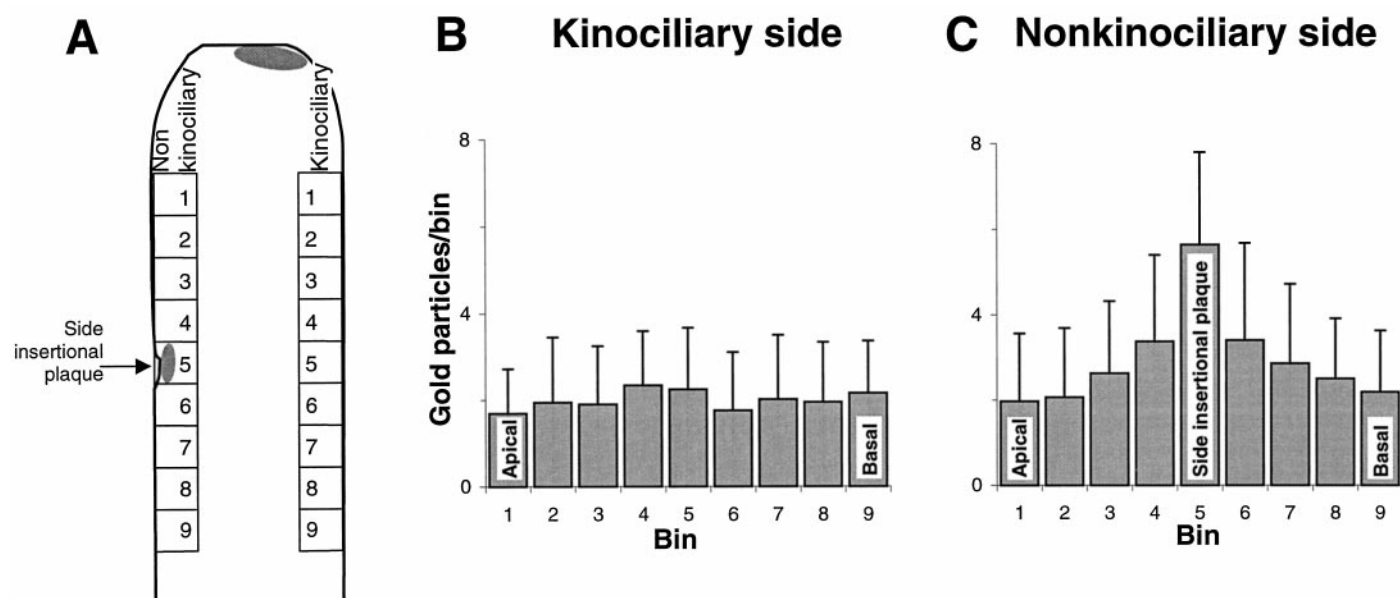 A
Non
kinociliary
Kinociliary
1
2
3
4
5
6
7
8
9
1
2
3
4
5
6
7
8
9
Side
insertional
plaque
B
Kinociliary side
Gold particles/bin
8
4
0
Apical
Basal
1 2 3 4 5 6 7 8 9
Bin
C
Nonkinociliary side
8
4
0
Apical
Side insertional plaque
Basal
1 2 3 4 5 6 7 8 9
Bin